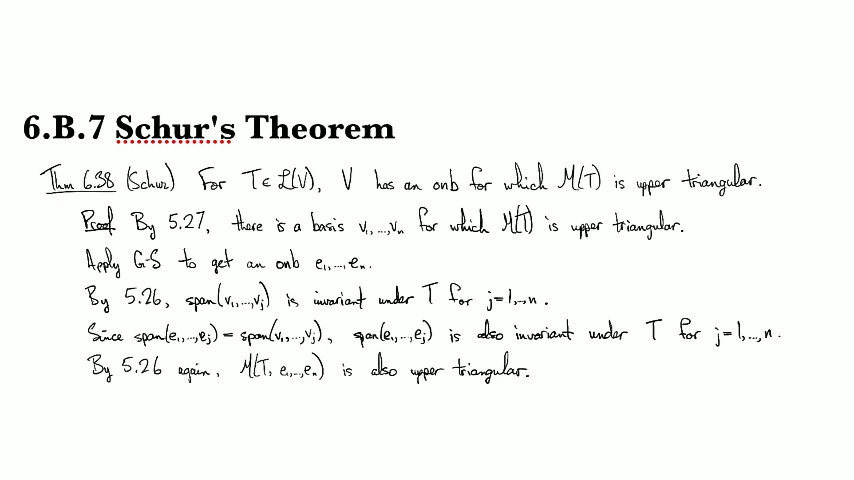 6.B.7 Schur's Theorem
Thm 6.38 (Schur) For T ∈ L(V), V has an onb for which M(T) is upper triangular.
Proof By 5.27, there is a basis v₁,...,vₙ for which M(T) is upper triangular.
Apply G-S to get an onb e₁,...,eₙ.
By 5.26, span(v₁,...,vⱼ) is invariant under T for j=1,...,n.
Since span(e₁,...,eⱼ) = span(v₁,...,vⱼ), span(e₁,...,eⱼ) is also invariant under T for j=1,...,n.
By 5.26 again, M(T, e₁,...,eₙ) is also upper triangular.